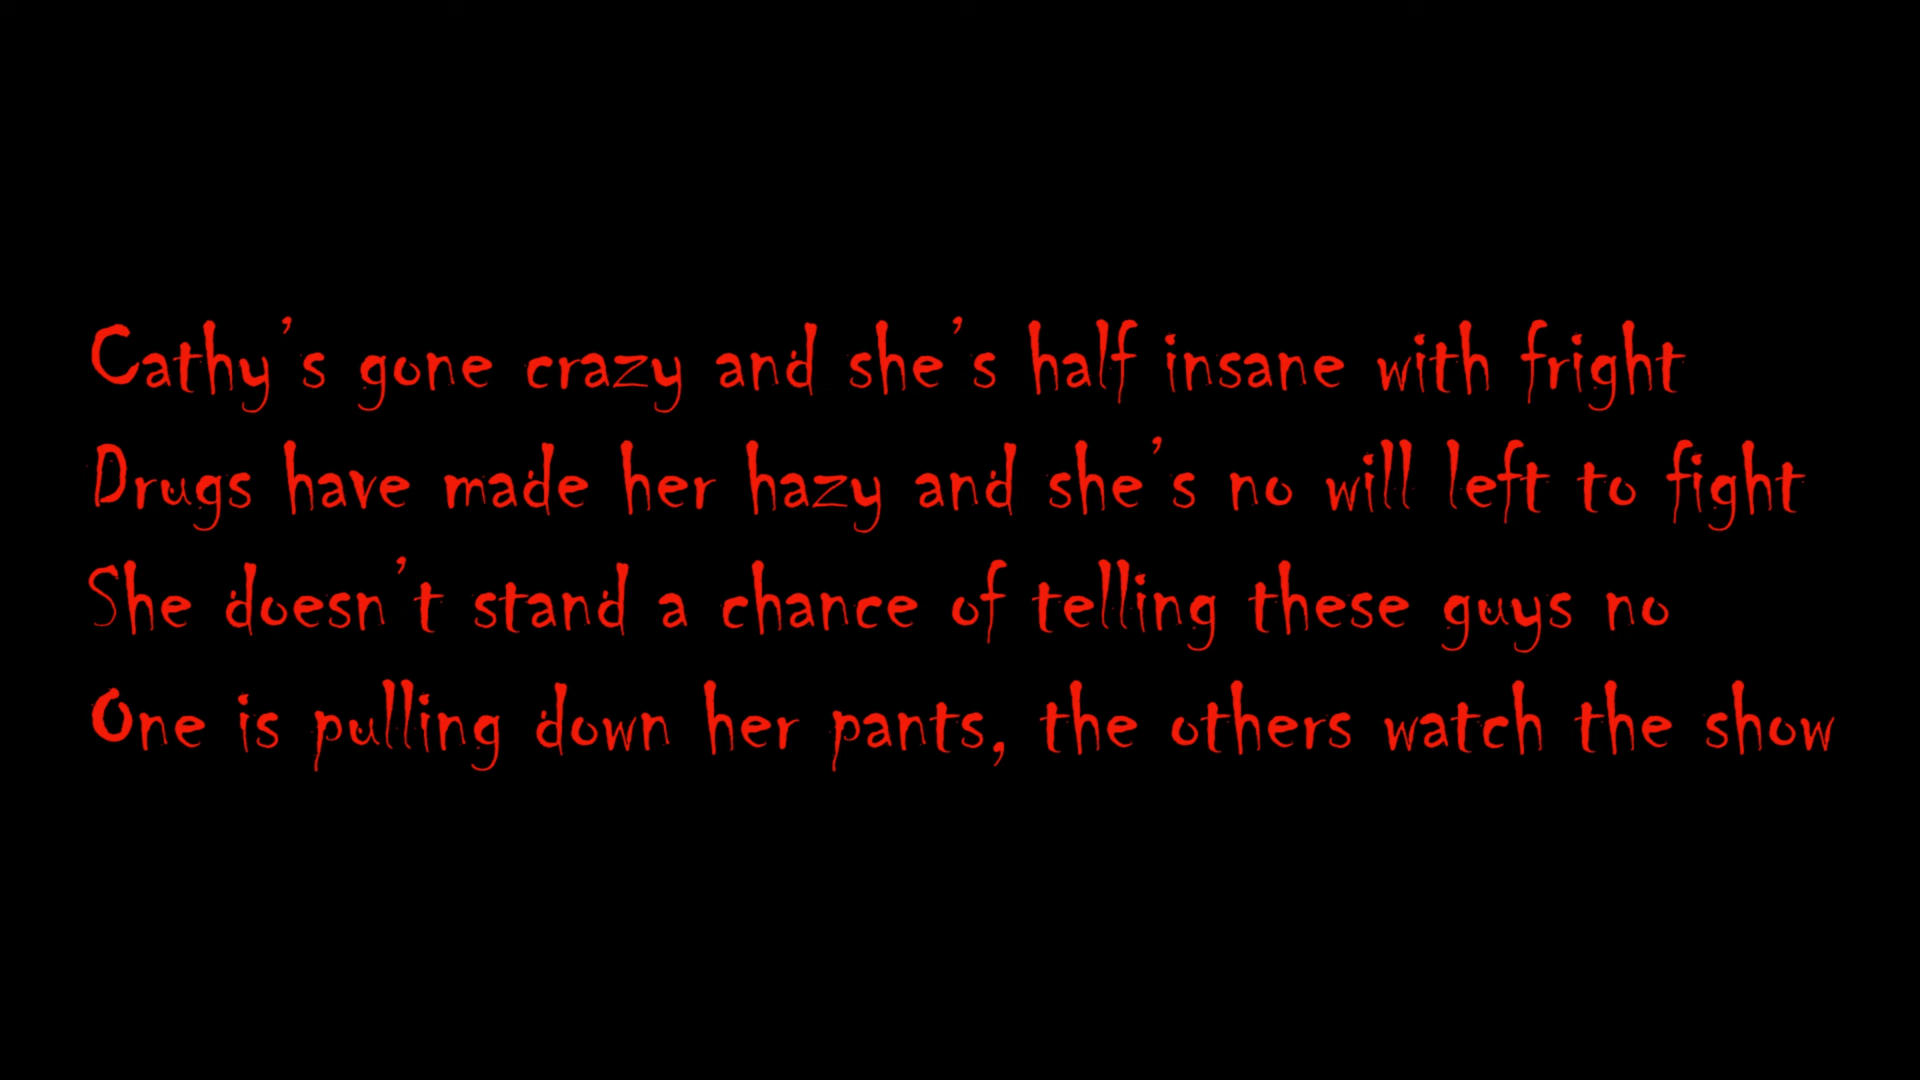 Cathy's gone crazy and she's half insane with fright
Drugs have made her hazy and she's no will left to fight
She doesn't stand a chance of telling these guys no
One is pulling down her pants, the others watch the show